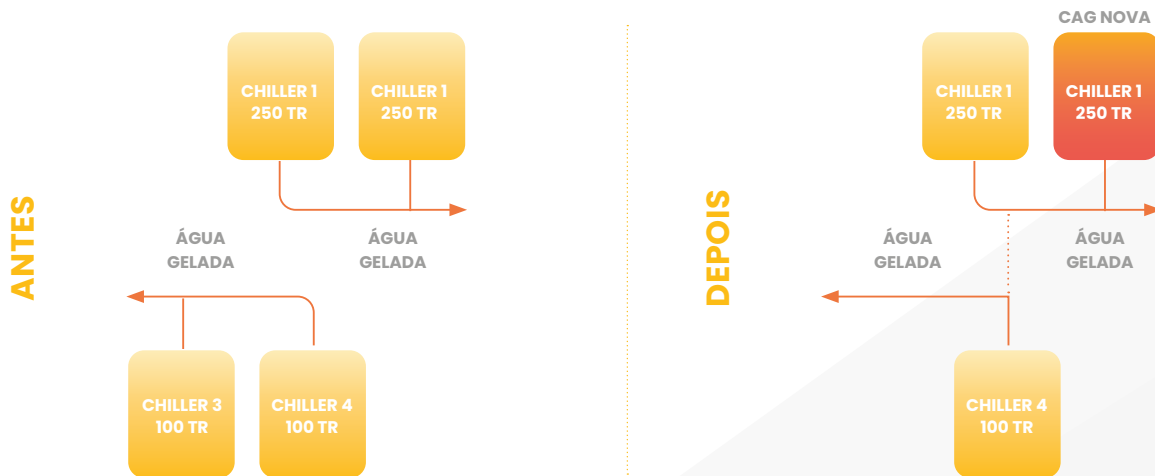 ANTES
CHILLER 1
250 TR
CHILLER 1
250 TR
ÁGUA
GELADA
ÁGUA
GELADA
CHILLER 3
100 TR
CHILLER 4
100 TR
DEPOIS
CAG NOVA
CHILLER 1
250 TR
CHILLER 1
250 TR
ÁGUA
GELADA
ÁGUA
GELADA
CHILLER 4
100 TR